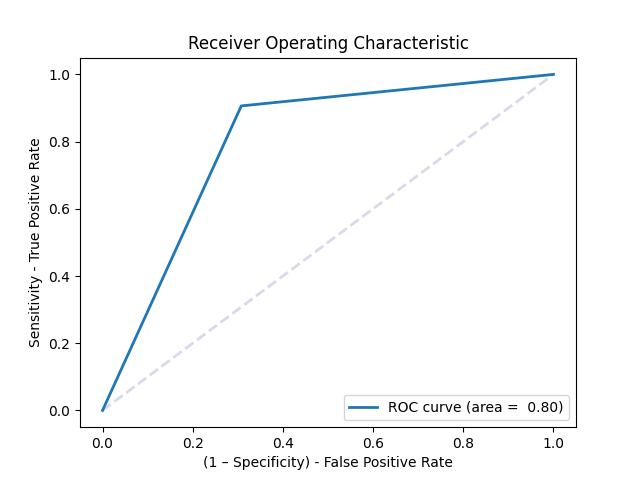 Receiver Operating Characteristic
1.0
0.8
0.6
0.4
0.2
0.0
Sensitivity - True Positive Rate
ROC curve (area =  0.80)
0.0 0.2 0.4 0.6 0.8 1.0
(1 – Specificity) - False Positive Rate